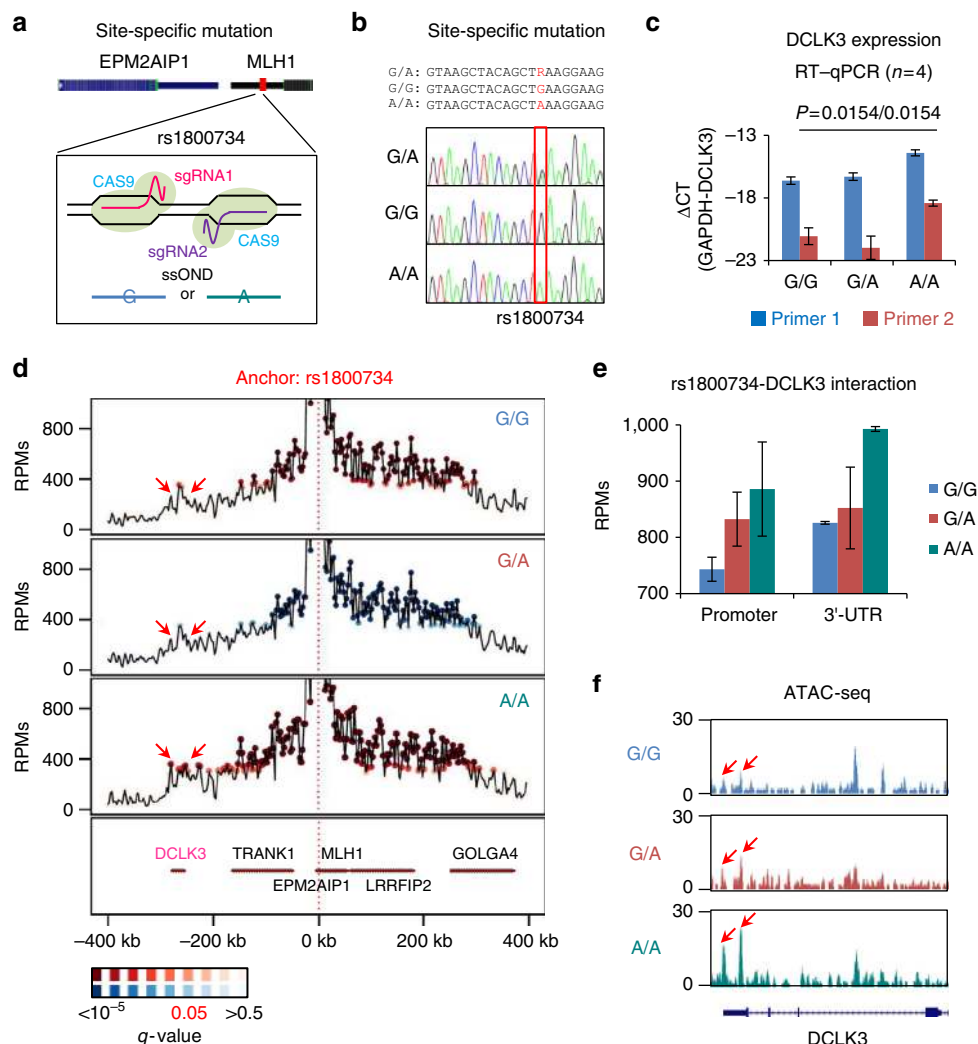 a
Site-specific mutation
EPM2AIP1
MLH1
rs1800734
CAS9
sgRNA1
sgRNA2
CAS9
ssOND
G or A
b
Site-specific mutation
G/A: GTAAGCTACAGCTRAAGGAAG
G/G: GTAAGCTACAGCTGAAGGAAG
A/A: GTAAGCTACAGCTAAAGGAAG
G/A
G/G
A/A
rs1800734
c
DCLK3 expression
RT–qPCR (n=4)
P=0.0154/0.0154
ΔCT
(GAPDH-DCLK3)
–13
–18
–23
G/G G/A A/A
Primer 1 Primer 2
d
Anchor: rs1800734
G/G
RPMs
800
400
0
G/A
RPMs
800
400
0
A/A
RPMs
800
400
0
DCLK3 TRANK1 MLH1 GOLGA4
EPM2AIP1 LRRFIP2
–400 kb –200 kb 0 kb 200 kb 400 kb
<10⁻⁵ 0.05 >0.5
q-value
e
rs1800734-DCLK3 interaction
RPMs
1,000
900
800
700
Promoter 3'-UTR
G/G
G/A
A/A
f
ATAC-seq
30
G/G
0
30
G/A
0
30
A/A
0
DCLK3